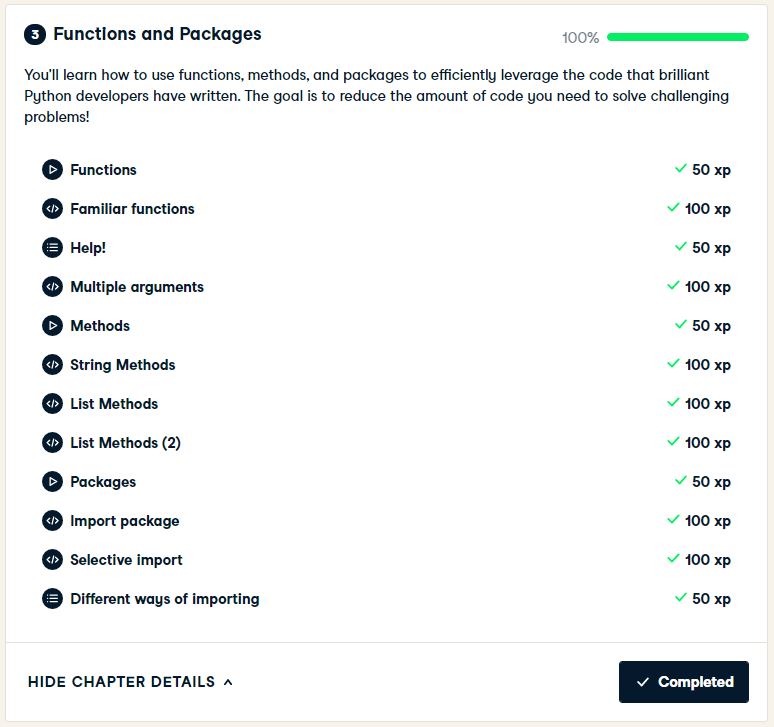 3 Functions and Packages
100%
You'll learn how to use functions, methods, and packages to efficiently leverage the code that brilliant
Python developers have written. The goal is to reduce the amount of code you need to solve challenging
problems!
Functions 50 xp
Familiar functions 100 xp
Help! 50 xp
Multiple arguments 100 xp
Methods 50 xp
String Methods 100 xp
List Methods 100 xp
List Methods (2) 100 xp
Packages 50 xp
Import package 100 xp
Selective import 100 xp
Different ways of importing 50 xp
HIDE CHAPTER DETAILS
Completed